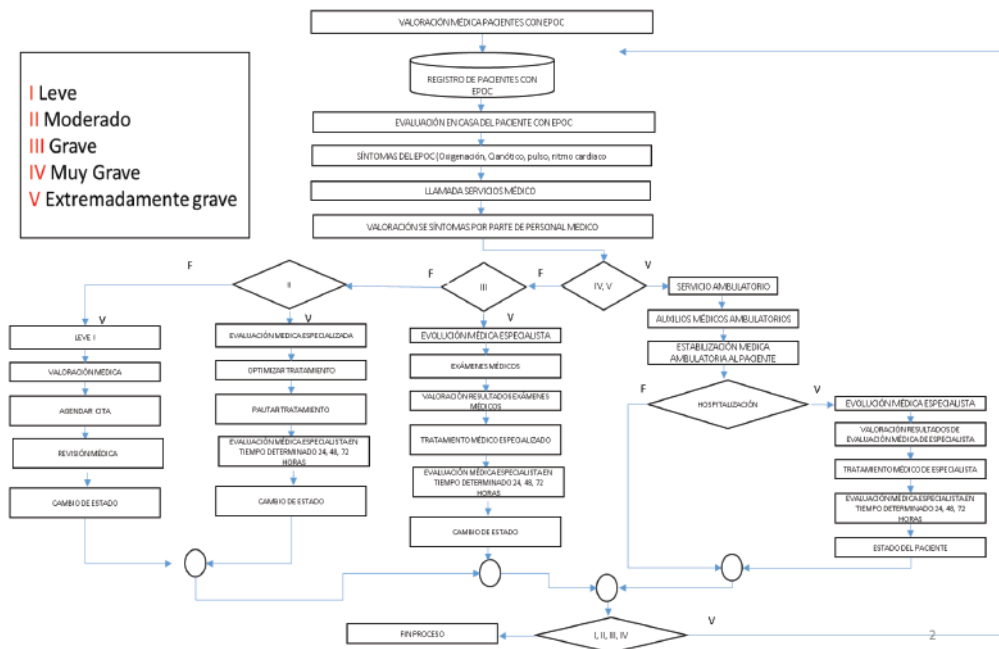 VALORACIÓN MÉDICA PACIENTES CON EPOC
REGISTRO DE PACIENTES CON
EPOC
EVALUACIÓN EN CASA DEL PACIENTE CON EPOC
SÍNTOMAS DEL EPOC (Oxigenación, Cianótico, pulso, ritmo cardiaco
LLAMADA SERVICIOS MÉDICO
VALORACIÓN SE SÍNTOMAS POR PARTE DE PERSONAL MEDICO
I Leve
II Moderado
III Grave
IV Muy Grave
V Extremadamente grave
F
II
F
III
F
IV, V
V
SERVICIO AMBULATORIO
AUXILIOS MÉDICOS AMBULATORIOS
ESTABILIZACIÓN MEDICA
AMBULATORIA AL PACIENTE
F
HOSPITALIZACIÓN
V
V
LEVE I
VALORACIÓN MEDICA
AGENDAR CITA
REVISIÓN MÉDICA
CAMBIO DE ESTADO
V
EVALUACIÓN MEDICA ESPECIALIZADA
OPTIMIZAR TRATAMIENTO
PAUTAR TRATAMIENTO
EVALUACIÓN MÉDICA ESPECIALISTA EN
TIEMPO DETERMINADO 24, 48, 72
HORAS
CAMBIO DE ESTADO
V
EVOLUCIÓN MÉDICA ESPECIALISTA
EXÁMENES MÉDICOS
VALORACIÓN RESULTADOS EXÁMENES
MÉDICOS
TRATAMIENTO MÉDICO ESPECIALIZADO
EVALUACIÓN MÉDICA ESPECIALISTA EN
TIEMPO DETERMINADO 24, 48, 72
HORAS
CAMBIO DE ESTADO
EVOLUCIÓN MÉDICA ESPECIALISTA
VALORACIÓN RESULTADOS DE
EVALUACIÓN MÉDICA DE ESPECIALISTA
TRATAMIENTO MÉDICO DE ESPECIALISTA
EVALUACIÓN MÉDICA ESPECIALISTA EN
TIEMPO DETERMINADO 24, 48, 72
HORAS
ESTADO DEL PACIENTE
FIN PROCESO
I, II, III, IV
V
2